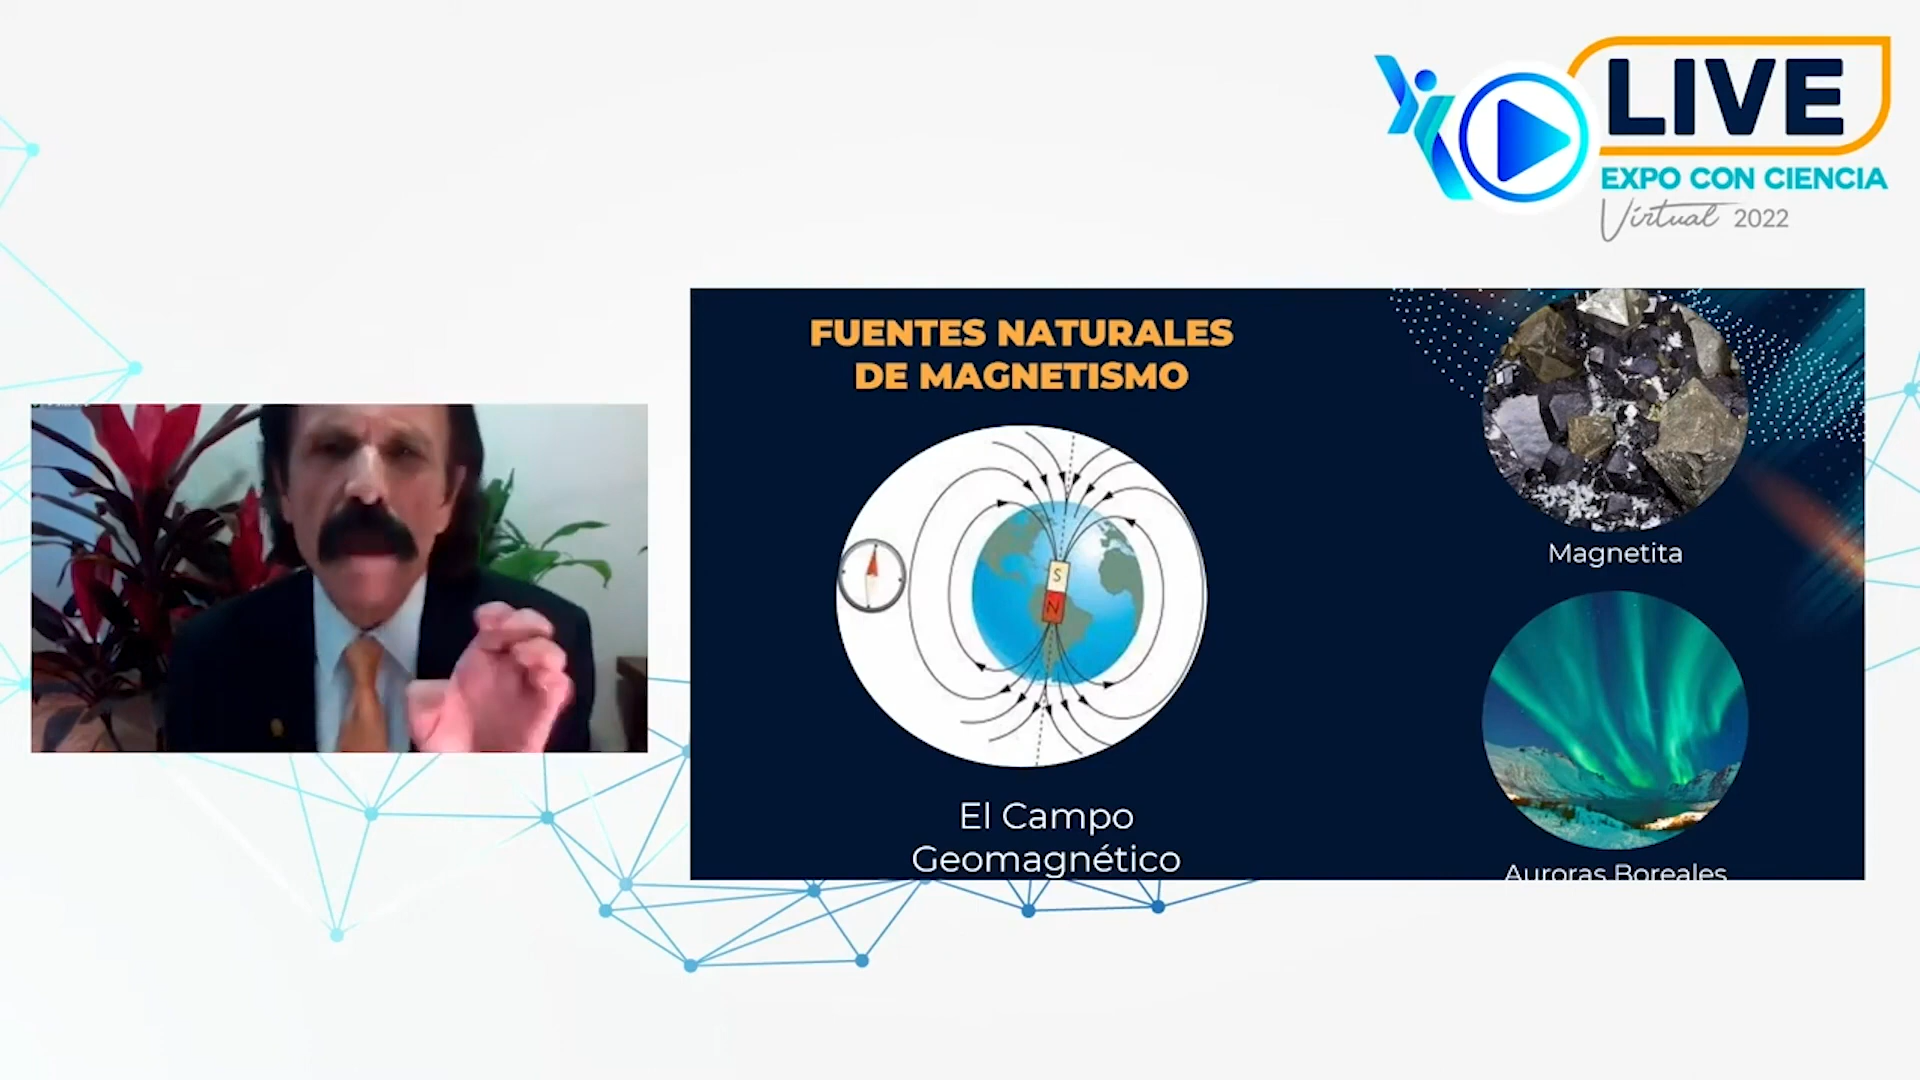 LIVE
EXPO CON CIENCIA
Virtual 2022
FUENTES NATURALES
DE MAGNETISMO
S
N
El Campo
Geomagnético
Magnetita
Auroras Boreales